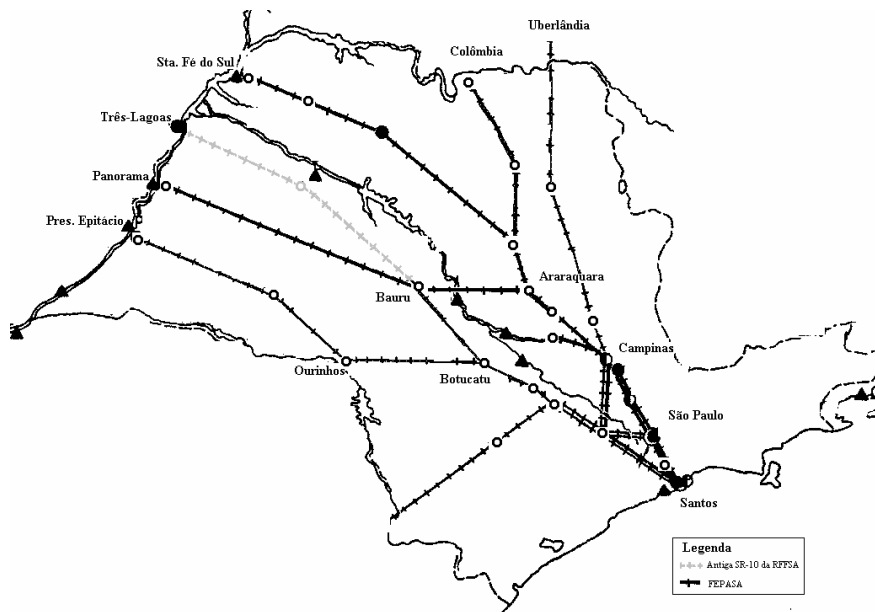 Uberlândia
Colômbia
Sta. Fé do Sul
Três-Lagoas
Panorama
Pres. Epitácio
Araraquara
Bauru
Campinas
Ourinhos
Botucatu
São Paulo
Santos
Legenda
Antiga SR-10 da RFFSA
FEPASA